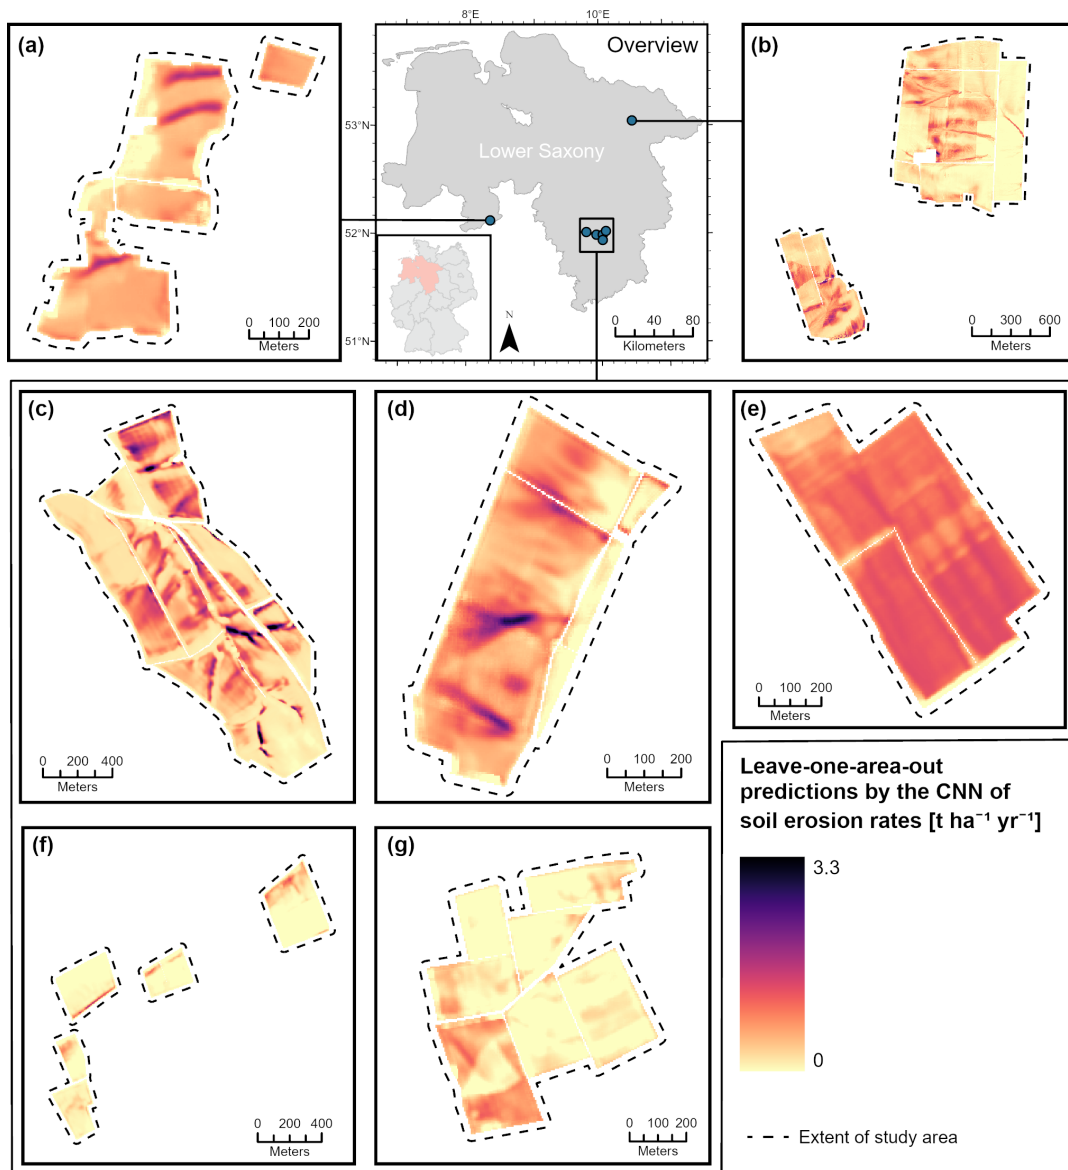 (a)
0 100 200
Meters
8°E 10°E
Overview
53°N
52°N
51°N
Lower Saxony
N
0 40 80
Kilometers
(b)
0 300 600
Meters
(c)
0 200 400
Meters
(d)
0 100 200
Meters
(e)
0 100 200
Meters
(f)
0 200 400
Meters
(g)
0 100 200
Meters
Leave-one-area-out
predictions by the CNN of
soil erosion rates [t ha⁻¹ yr⁻¹]
3.3
0
Extent of study area